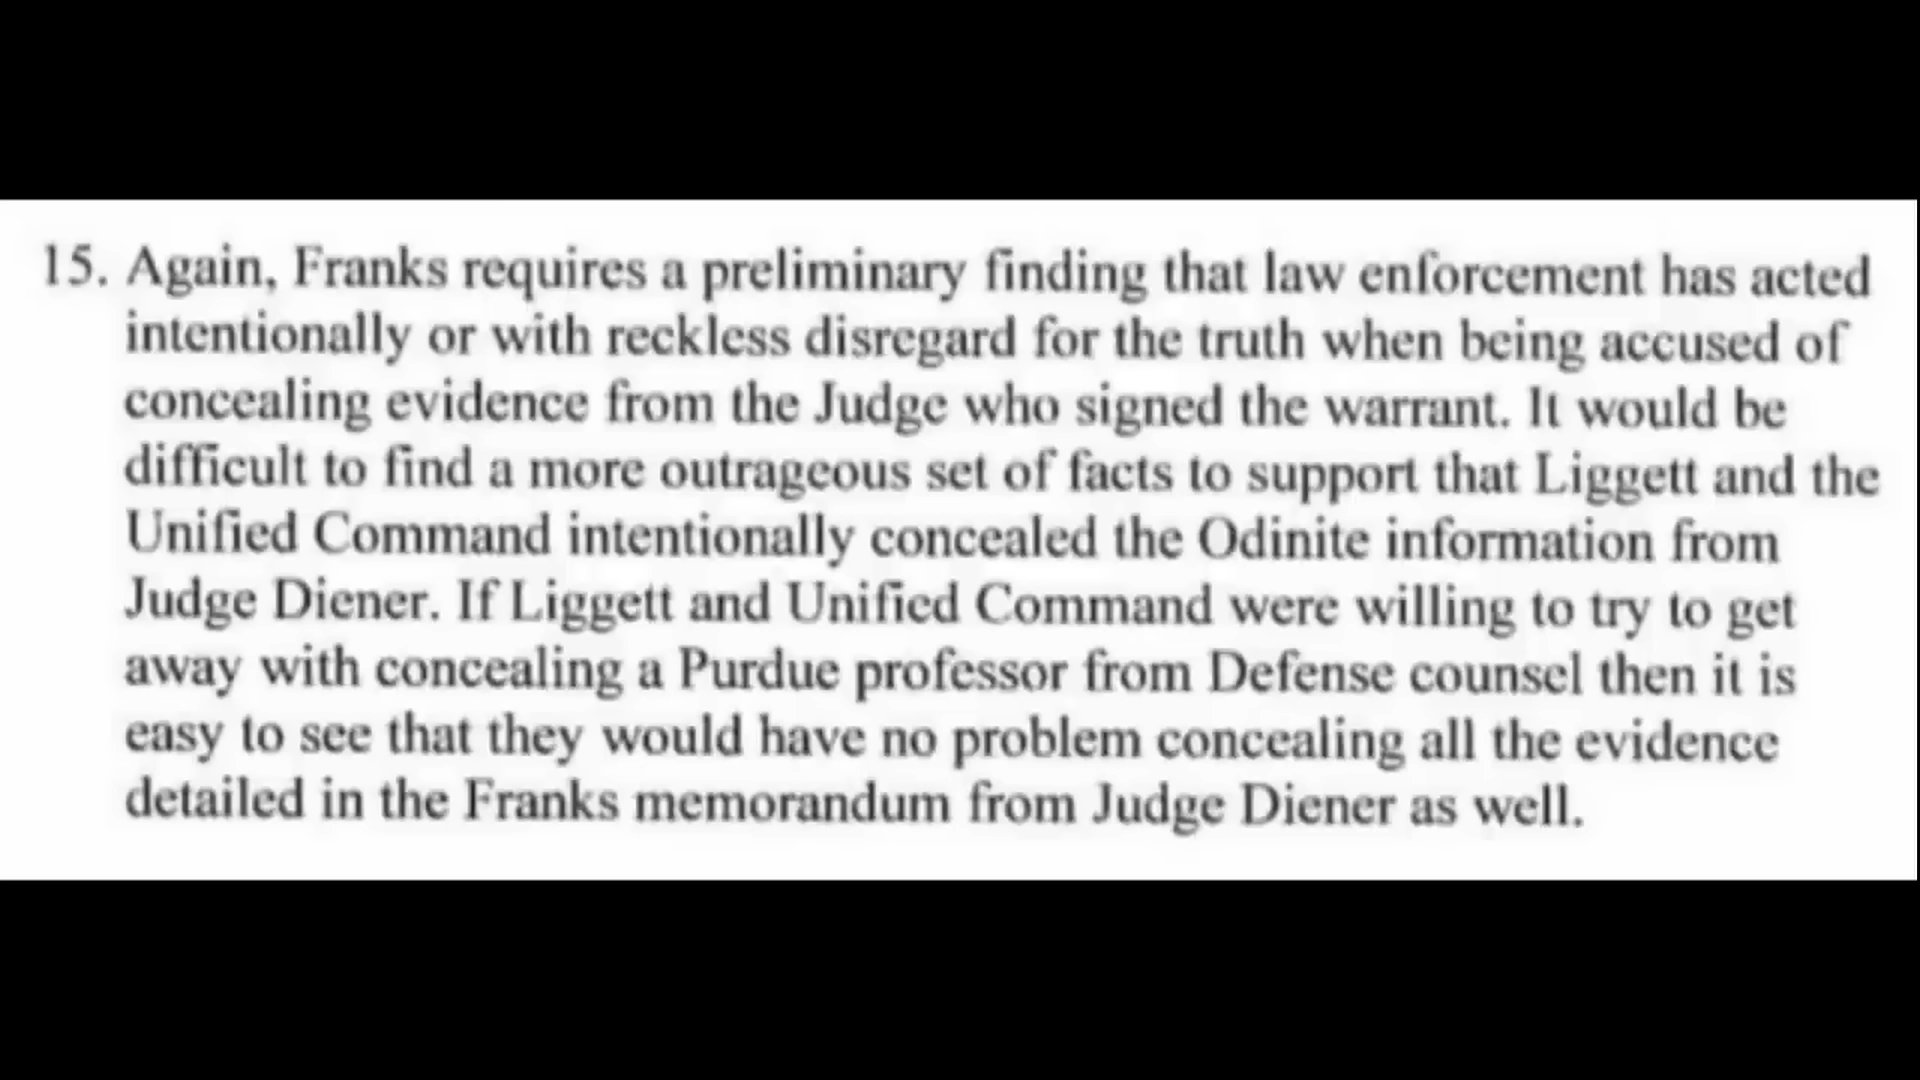 15. Again, Franks requires a preliminary finding that law enforcement has acted
intentionally or with reckless disregard for the truth when being accused of
concealing evidence from the Judge who signed the warrant. It would be
difficult to find a more outrageous set of facts to support that Liggett and the
Unified Command intentionally concealed the Odinite information from
Judge Diener. If Liggett and Unified Command were willing to try to get
away with concealing a Purdue professor from Defense counsel then it is
easy to see that they would have no problem concealing all the evidence
detailed in the Franks memorandum from Judge Diener as well.